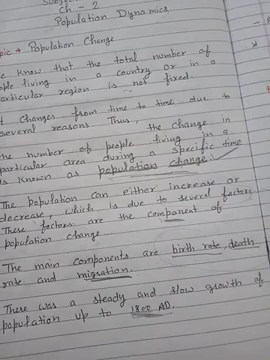 Ch - 2
Population Dynamics
Population Change
know that the total number of
living in a country or in a
particular region is not fixed.
changes from time to time due to
several reasons Thus,
the change in
the number of people living in a
particular area during a specific time
is known as population change.
The population can either increase or
decrease, which is due to several factors
These factors are the component of
population change.
The main components are birth rate, death
rate and migration.
There was a steady and slow growth of
population up to 1800 AD.